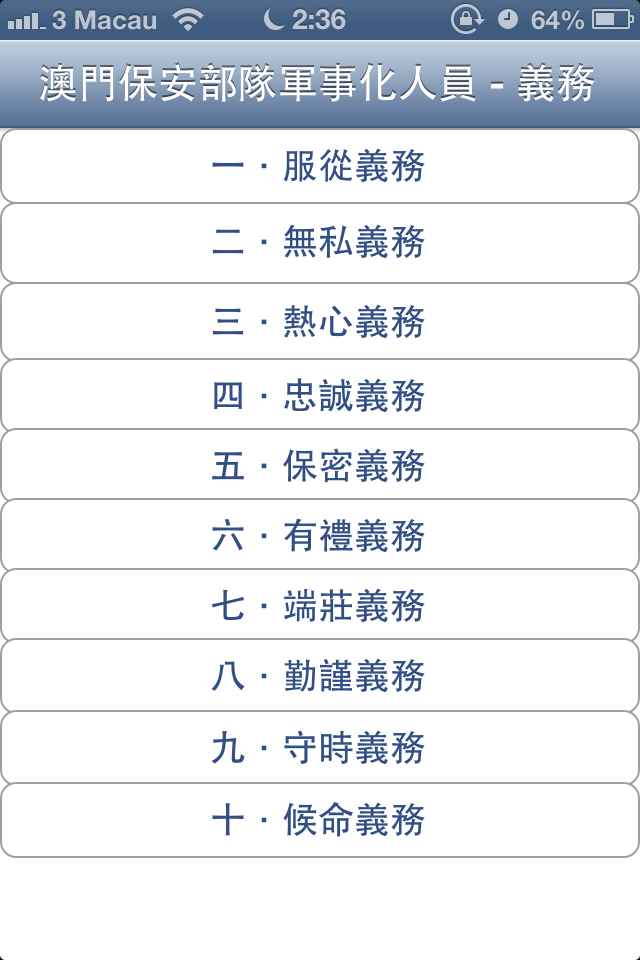 3 Macau 2:36 64%
澳門保安部隊軍事化人員 - 義務
一 · 服從義務
二 · 無私義務
三 · 熱心義務
四 · 忠誠義務
五 · 保密義務
六 · 有禮義務
七 · 端莊義務
八 · 勤謹義務
九 · 守時義務
十 · 候命義務